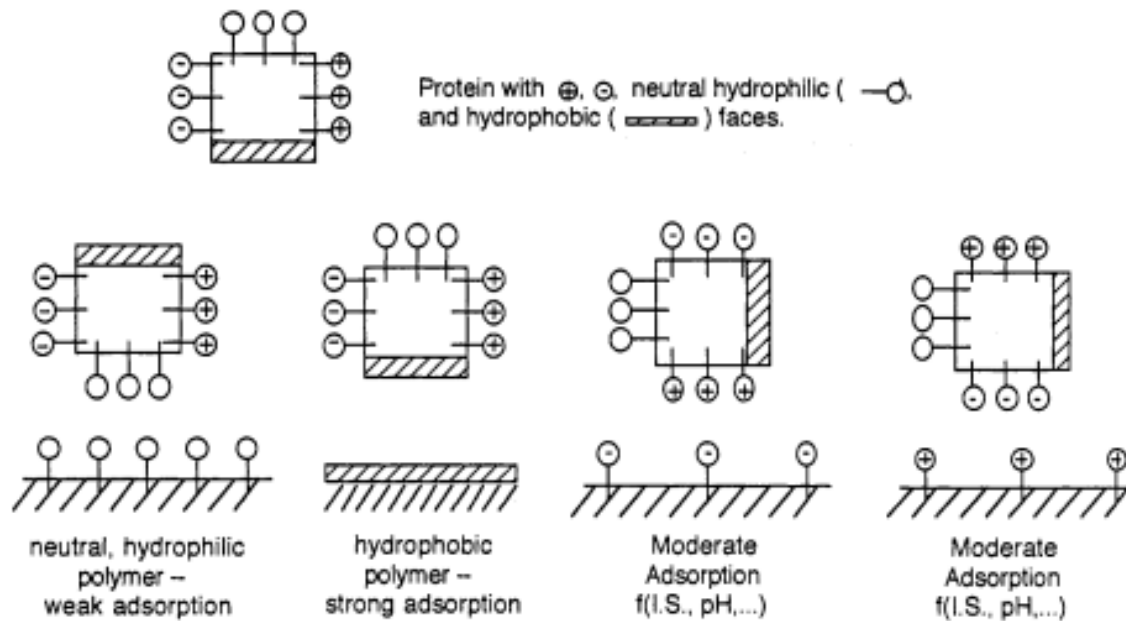 Protein with ⊕, ⊖, neutral hydrophilic ( —O,
and hydrophobic ( ) faces.
neutral, hydrophilic
polymer --
weak adsorption
hydrophobic
polymer --
strong adsorption
Moderate
Adsorption
f(I.S., pH,...)
Moderate
Adsorption
f(I.S., pH,...)